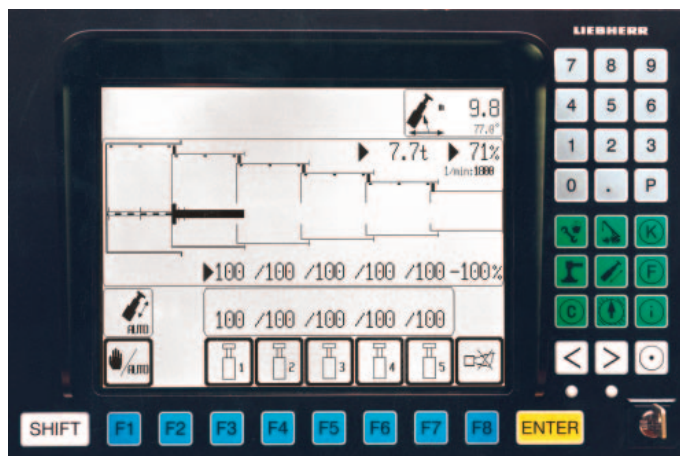 LIEBHERR
m 9.8
77.0°
7.7t 71%
1/min:1800
100 /100 /100 /100 /100 -100%
AUTO
100 /100 /100 /100 /100
/AUTO 1 2 3 4 5
7 8 9
4 5 6
1 2 3
0 . P
K
F
C i
< >
SHIFT F1 F2 F3 F4 F5 F6 F7 F8 ENTER